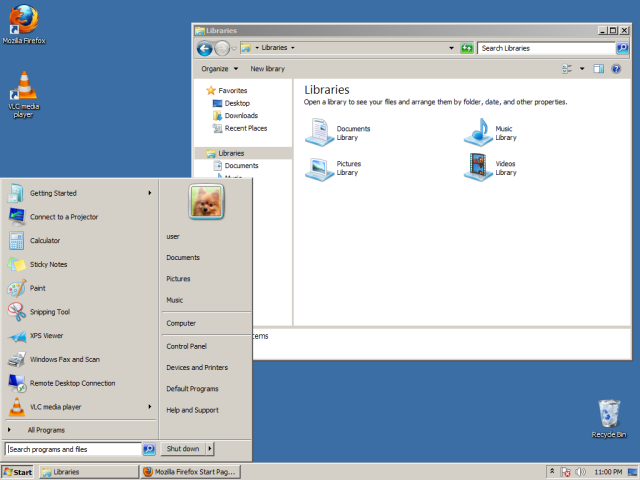 Mozilla Firefox
VLC media
player
Libraries
Libraries
Search Libraries
Organize
New library
Favorites
Desktop
Downloads
Recent Places
Libraries
Documents
Libraries
Open a library to see your files and arrange them by folder, date, and other properties.
Documents
Library
Music
Library
Pictures
Library
Videos
Library
Getting Started
Connect to a Projector
Calculator
Sticky Notes
Paint
Snipping Tool
XPS Viewer
Windows Fax and Scan
Remote Desktop Connection
VLC media player
All Programs
Search programs and files
user
Documents
Pictures
Music
Computer
Control Panel
Devices and Printers
Default Programs
Help and Support
Shut down
Recycle Bin
Start
Libraries
Mozilla Firefox Start Pag...
11:00 PM